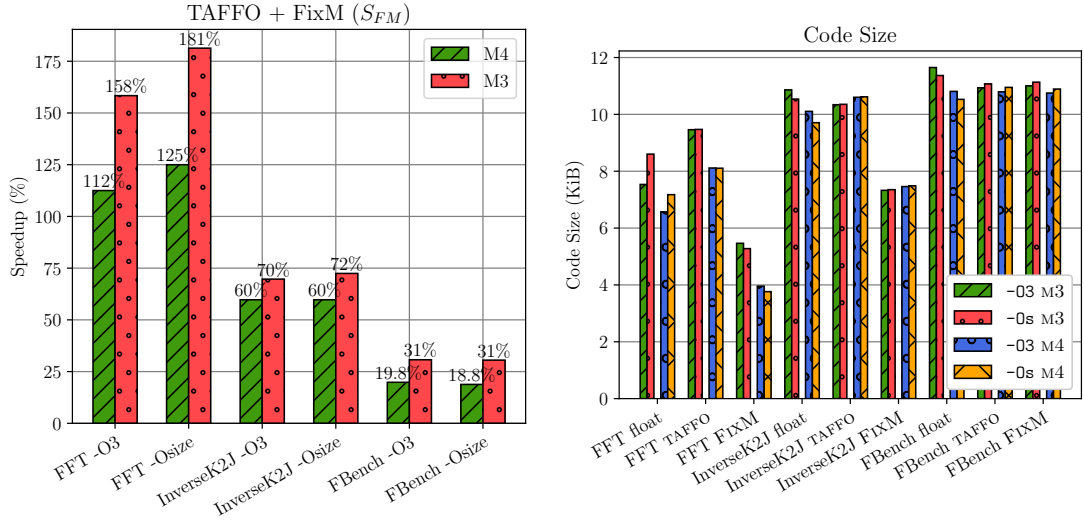 TAFFO + FixM (S_FM)
Speedup (%)
175
150
125
100
75
50
25
0
M4
M3
112%
158%
125%
181%
60%
70%
60%
72%
19.8%
31%
18.8%
31%
FFT -O3
FFT -Osize
InverseK2J -O3
InverseK2J -Osize
FBench -O3
FBench -Osize
Code Size
Code Size (KiB)
12
10
8
6
4
2
0
-O3 M3
-Os M3
-O3 M4
-Os M4
FFT float
FFT TAFFO
FFT FIXM
InverseK2J float
InverseK2J TAFFO
InverseK2J FIXM
FBench float
FBench TAFFO
FBench FIXM